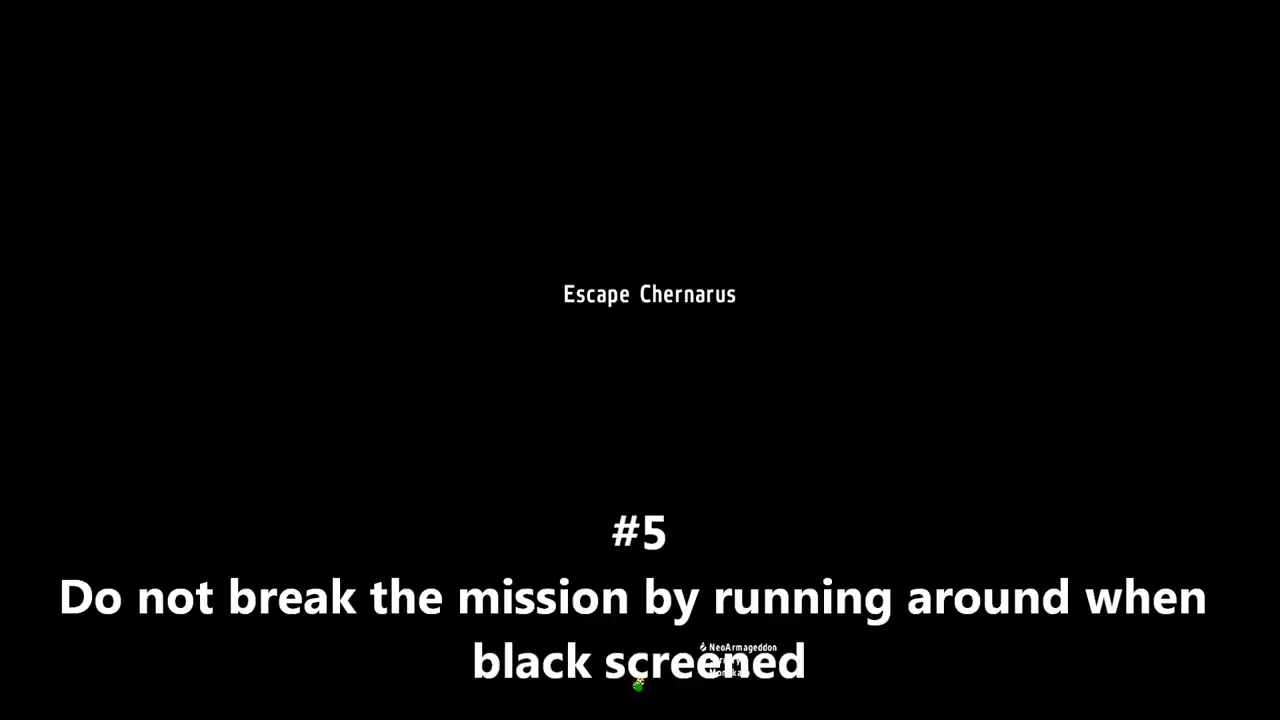 Escape Chernarus
#5
Do not break the mission by running around when
NeoArmageddon
black screened